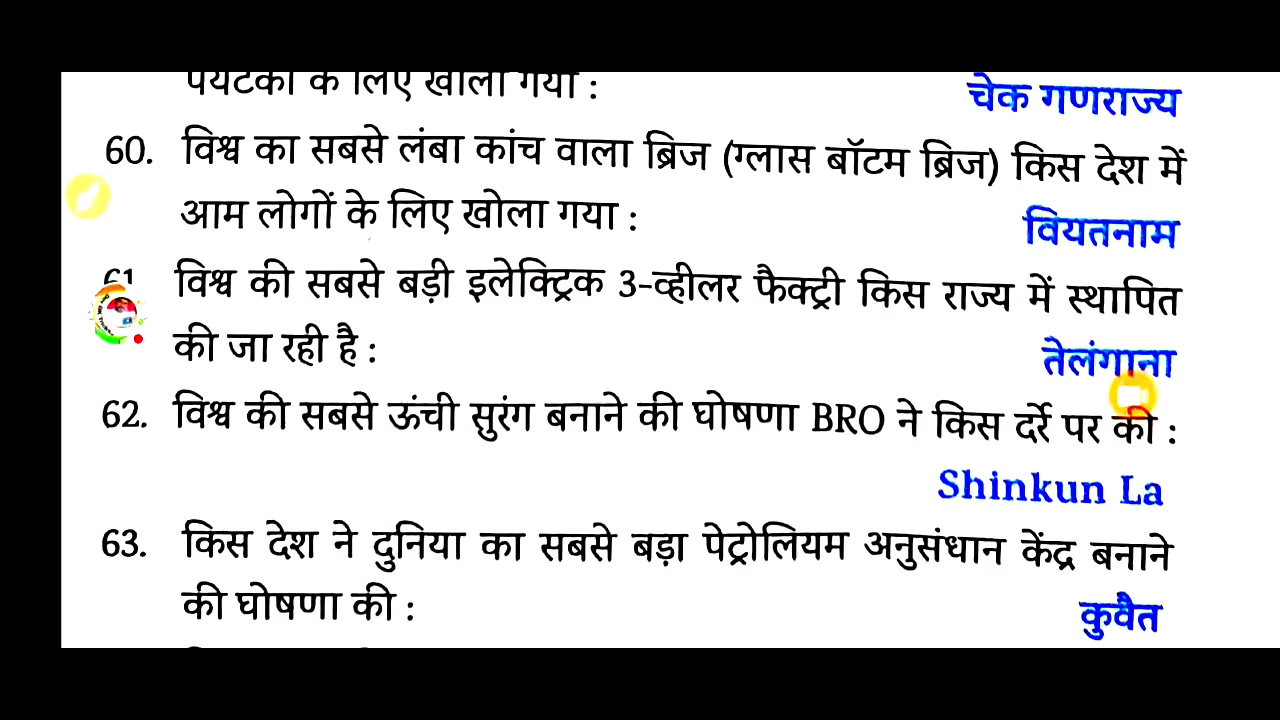 पर्यटकों के लिए खोला गया :
चेक गणराज्य
60. विश्व का सबसे लंबा कांच वाला ब्रिज (ग्लास बॉटम ब्रिज) किस देश में
आम लोगों के लिए खोला गया :
वियतनाम
61 विश्व की सबसे बड़ी इलेक्ट्रिक 3-व्हीलर फैक्ट्री किस राज्य में स्थापित
की जा रही है :
तेलंगाना
62. विश्व की सबसे ऊंची सुरंग बनाने की घोषणा BRO ने किस दर्रे पर की :
Shinkun La
63. किस देश ने दुनिया का सबसे बड़ा पेट्रोलियम अनुसंधान केंद्र बनाने
की घोषणा की :
कुवैत